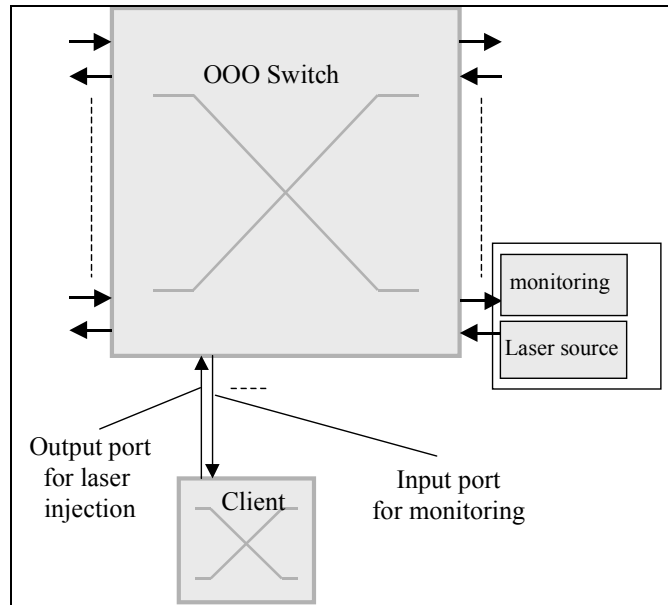 OOO Switch
monitoring
Laser source
Output port
for laser
injection
Client
Input port
for monitoring